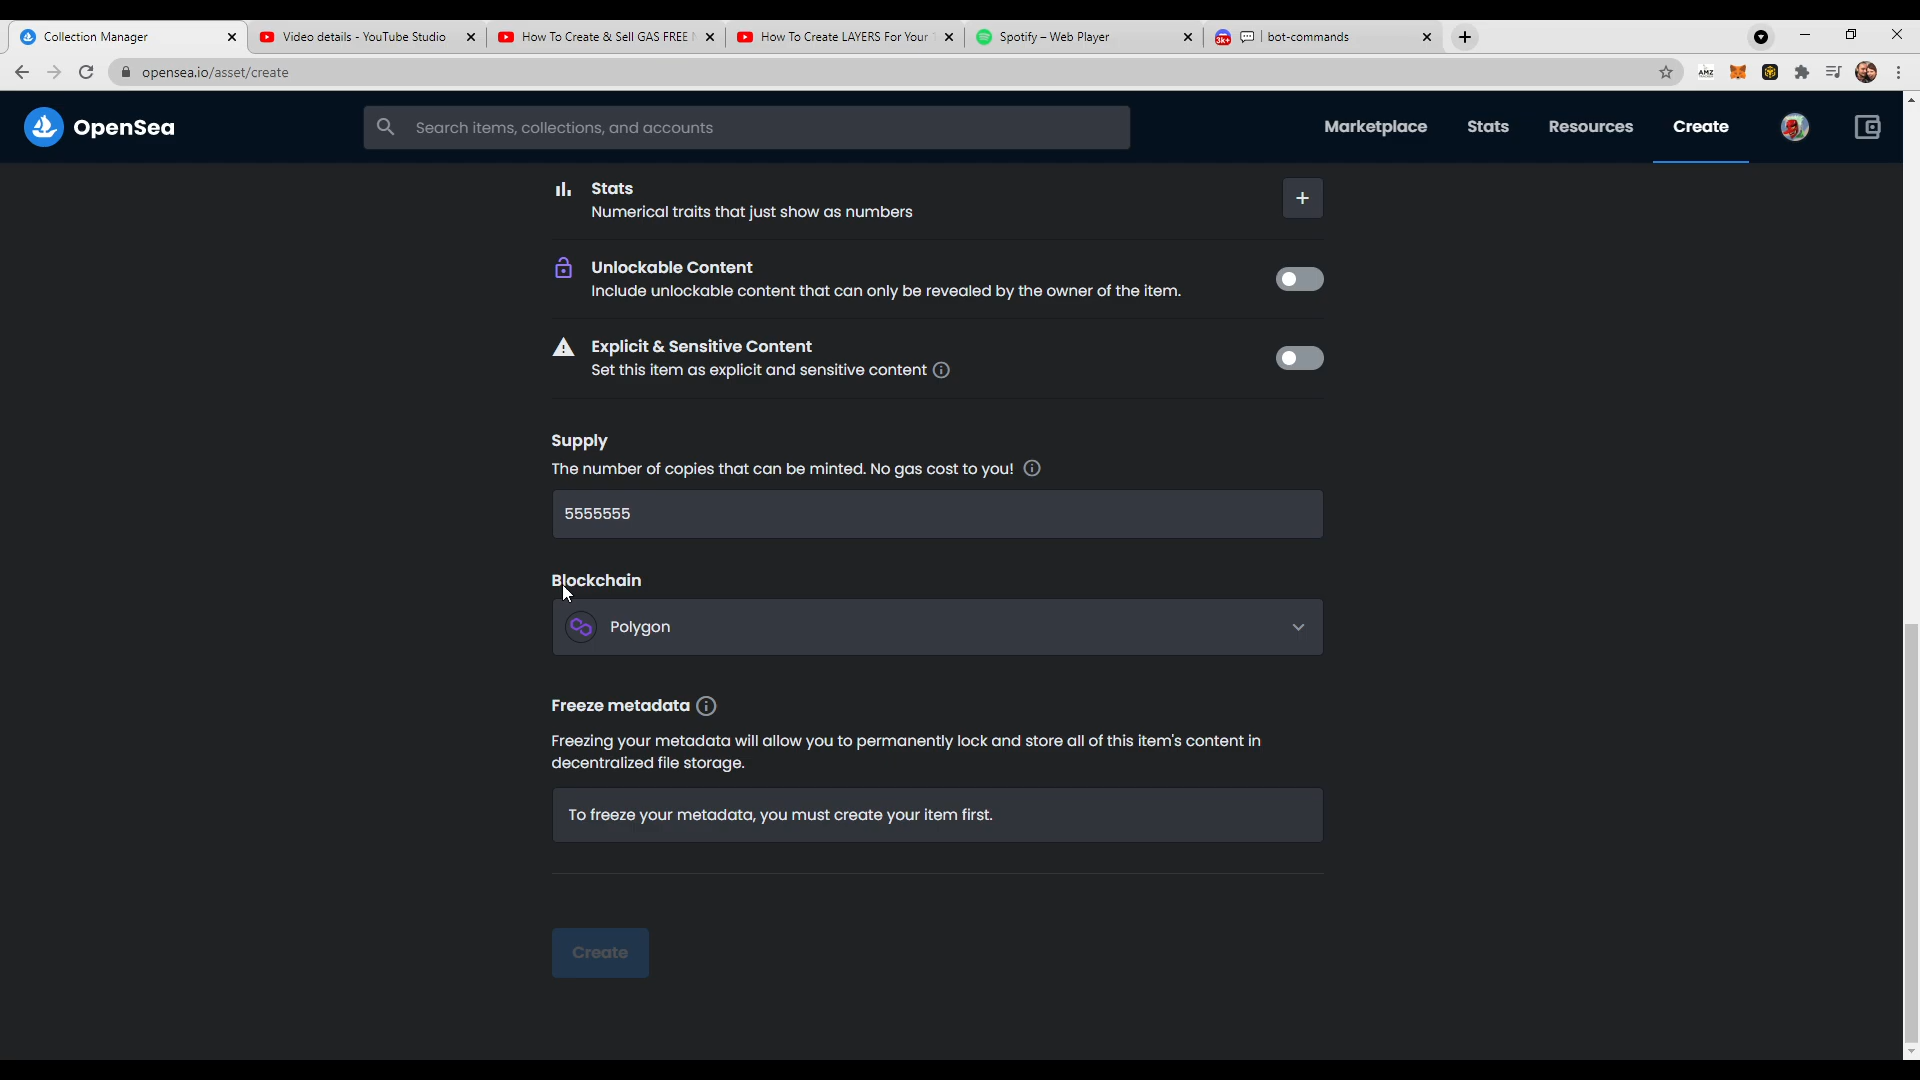 Collection Manager
Video details - YouTube Studio
How To Create & Sell GAS FREE
How To Create LAYERS For Your
Spotify – Web Player
3k+
bot-commands
opensea.io/asset/create
AMZ
OpenSea
Search items, collections, and accounts
Marketplace
Stats
Resources
Create
Stats
Numerical traits that just show as numbers
+
Unlockable Content
Include unlockable content that can only be revealed by the owner of the item.
Explicit & Sensitive Content
Set this item as explicit and sensitive content
Supply
The number of copies that can be minted. No gas cost to you!
5555555
Blockchain
Polygon
Freeze metadata
Freezing your metadata will allow you to permanently lock and store all of this item's content in
decentralized file storage.
To freeze your metadata, you must create your item first.
Create